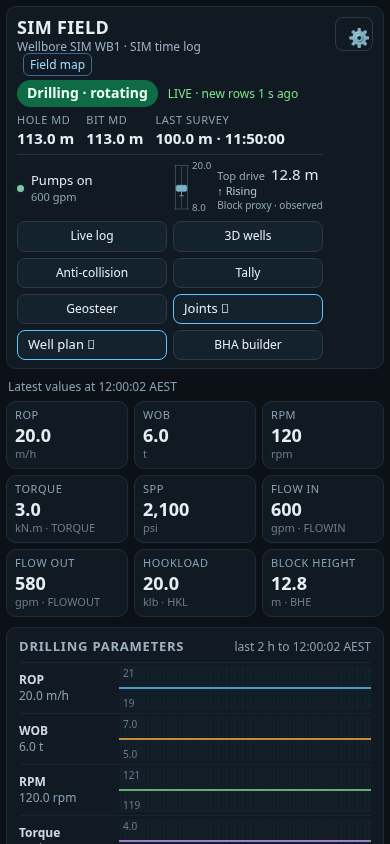 SIM FIELD
Wellbore SIM WB1 · SIM time log
Field map
Drilling · rotating
LIVE · new rows 1 s ago
HOLE MD BIT MD LAST SURVEY
113.0 m 113.0 m 100.0 m · 11:50:00
Pumps on
600 gpm
20.0
8.0
Top drive 12.8 m
↑ Rising
Block proxy · observed
Live log
3D wells
Anti-collision
Tally
Geosteer
Joints
Well plan
BHA builder
Latest values at 12:00:02 AEST
ROP
20.0
m/h
WOB
6.0
t
RPM
120
rpm
TORQUE
3.0
kN.m · TORQUE
SPP
2,100
psi
FLOW IN
600
gpm · FLOWIN
FLOW OUT
580
gpm · FLOWOUT
HOOKLOAD
20.0
klb · HKL
BLOCK HEIGHT
12.8
m · BHE
DRILLING PARAMETERS
last 2 h to 12:00:02 AEST
ROP
20.0 m/h
21
19
WOB
6.0 t
7.0
5.0
RPM
120.0 rpm
121
119
Torque
4.0